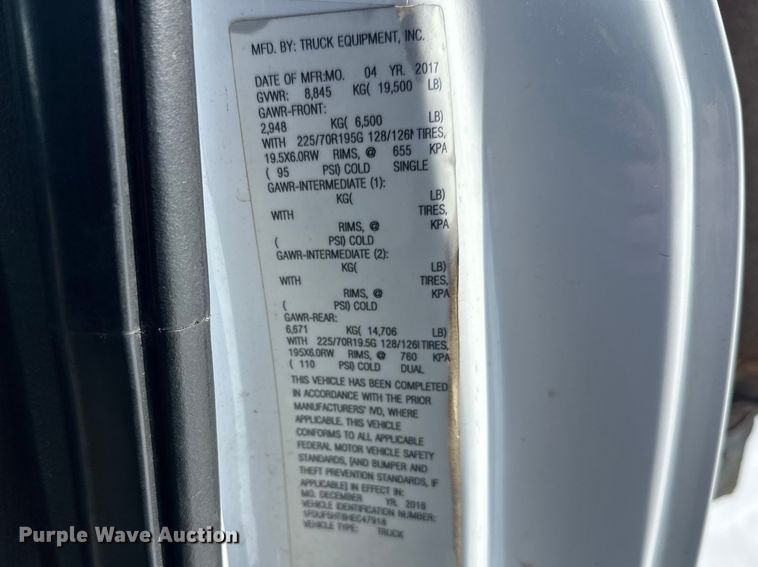 MFD. BY: TRUCK EQUIPMENT, INC.
DATE OF MFR:MO. 04 YR. 2017
GVWR: 8,845 KG( 19,500 LB)
GAWR-FRONT:
2,948 KG( 6,500 LB)
WITH 225/70R195G 128/126 TIRES,
19.5X6.0RW RIMS, @ 655 KPA
( 95 PSI) COLD SINGLE
GAWR-INTERMEDIATE (1):
KG( LB)
WITH TIRES,
RIMS, @ KPA
( PSI) COLD
GAWR-INTERMEDIATE (2):
KG( LB)
WITH TIRES,
RIMS, @ KPA
( PSI) COLD
GAWR-REAR:
6,671 KG( 14,706 LB)
WITH 225/70R19.5G 128/126 TIRES,
195X6.0RW RIMS, @ 760 KPA
( 110 PSI) COLD DUAL
THIS VEHICLE HAS BEEN COMPLETED
IN ACCORDANCE WITH THE PRIOR
MANUFACTURERS' IVD, WHERE
APPLICABLE. THIS VEHICLE
CONFORMS TO ALL APPLICABLE
FEDERAL MOTOR VEHICLE SAFETY
STANDARDS, [AND BUMPER AND
THEFT PREVENTION STANDARDS, IF
APPLICABLE] IN EFFECT IN:
MO. DECEMBER YR. 2016
VEHICLE IDENTIFICATION NUMBER:
VEHICLE TYPE: TRUCK
Purple Wave Auction